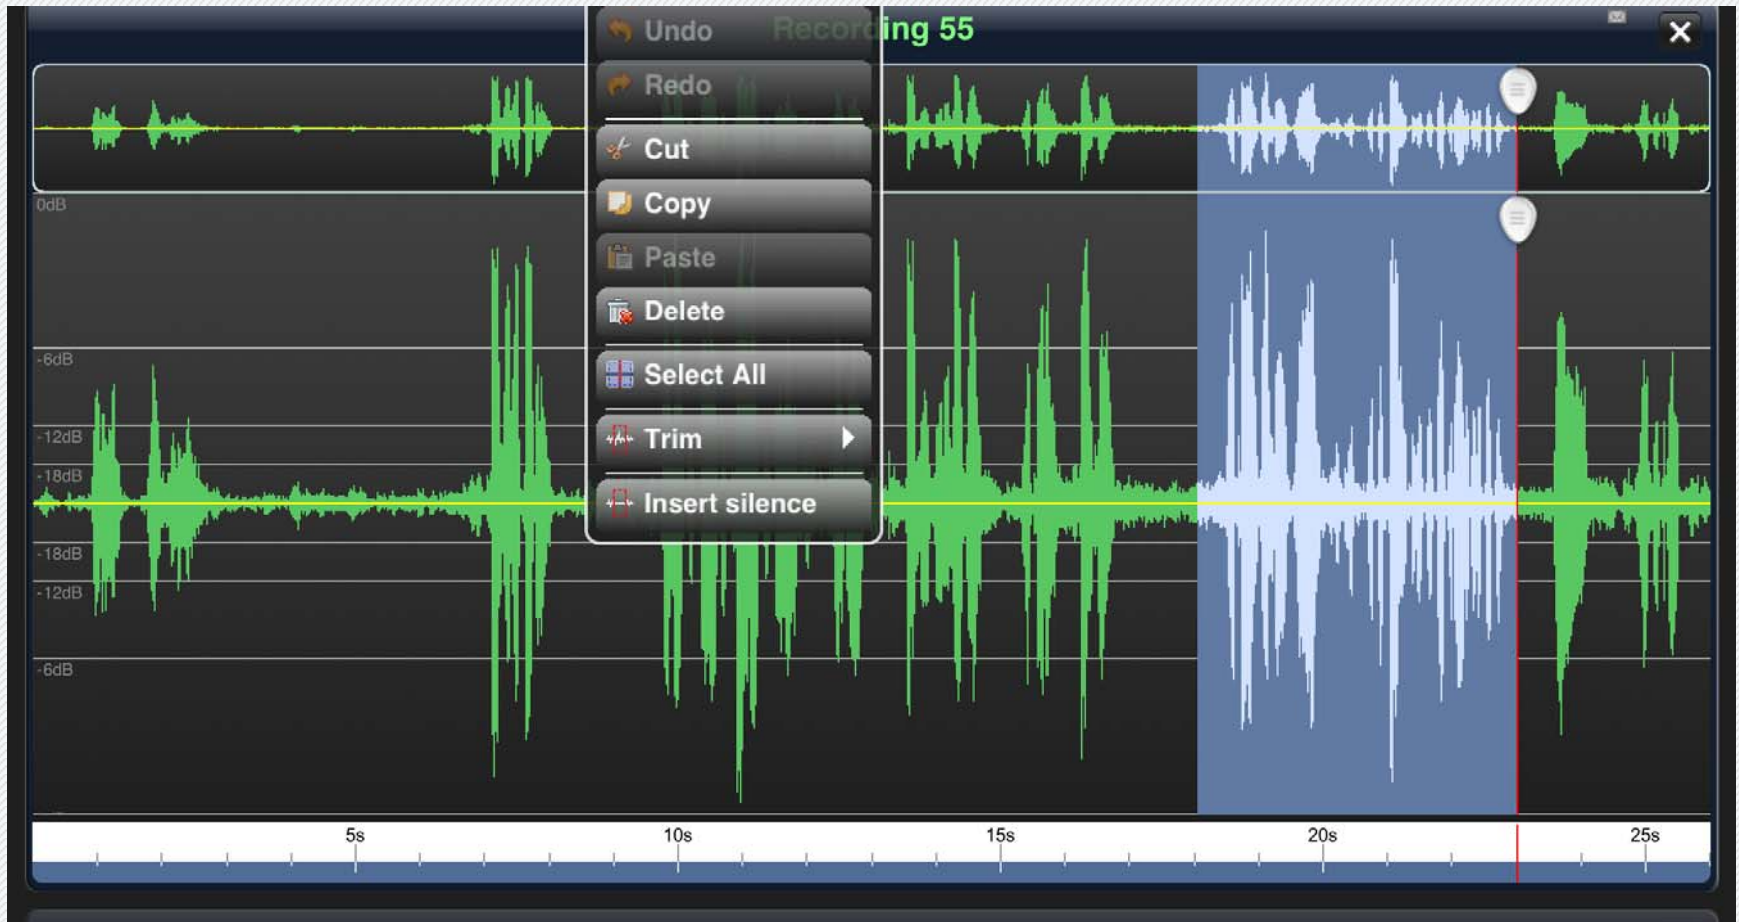 Recording 55
Undo
Redo
Cut
Copy
Paste
Delete
Select All
Trim
Insert silence
0dB
-6dB
-12dB
-18dB
-18dB
-12dB
-6dB
5s 10s 15s 20s 25s